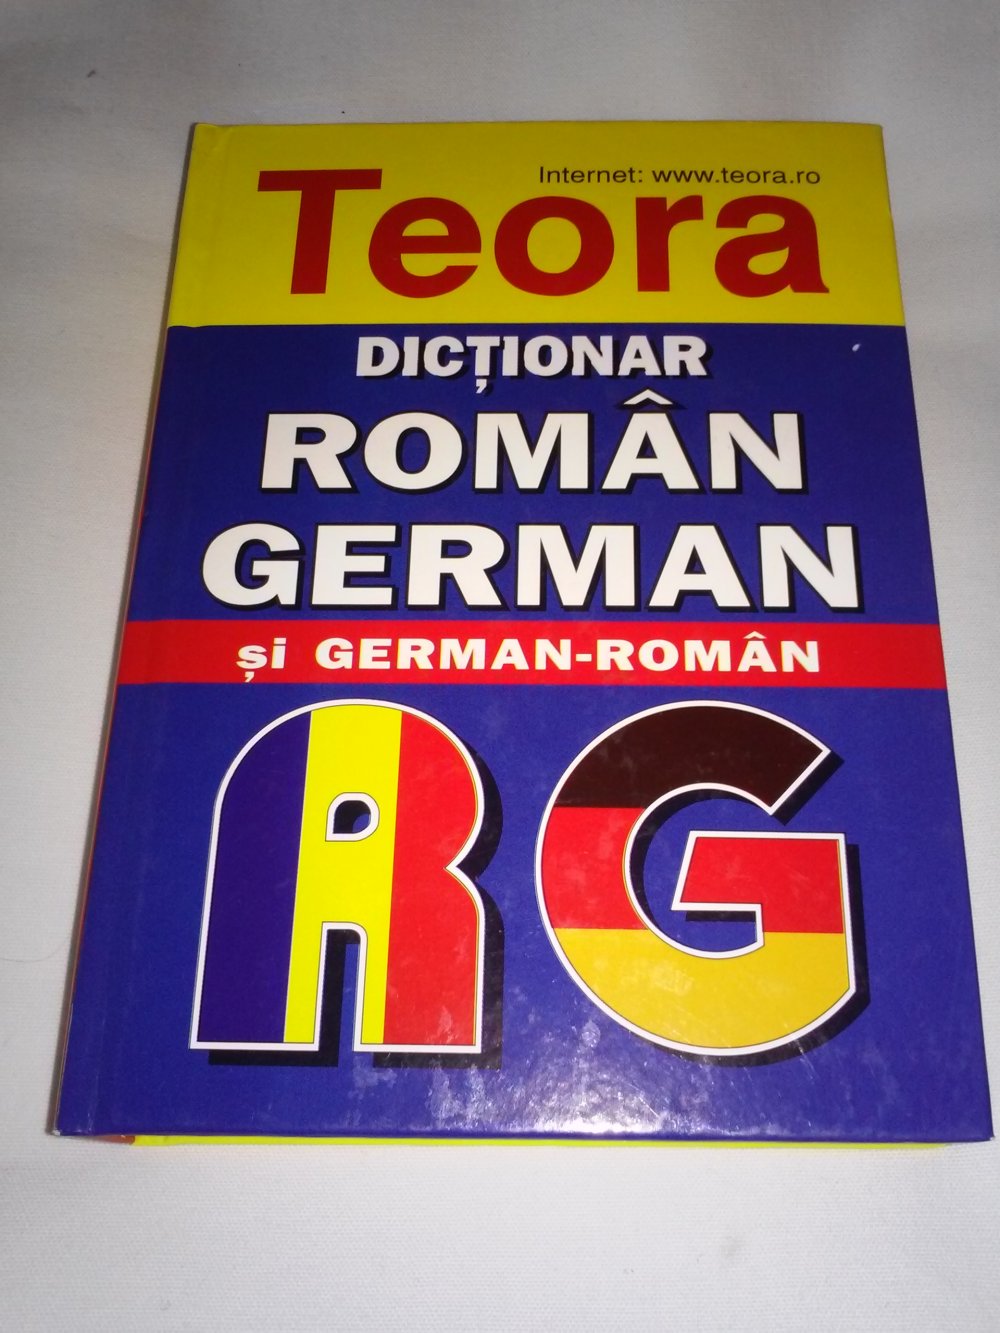 Internet: www.teora.ro
Teora
DICȚIONAR
ROMÂN
GERMAN
și GERMAN-ROMÂN
RG